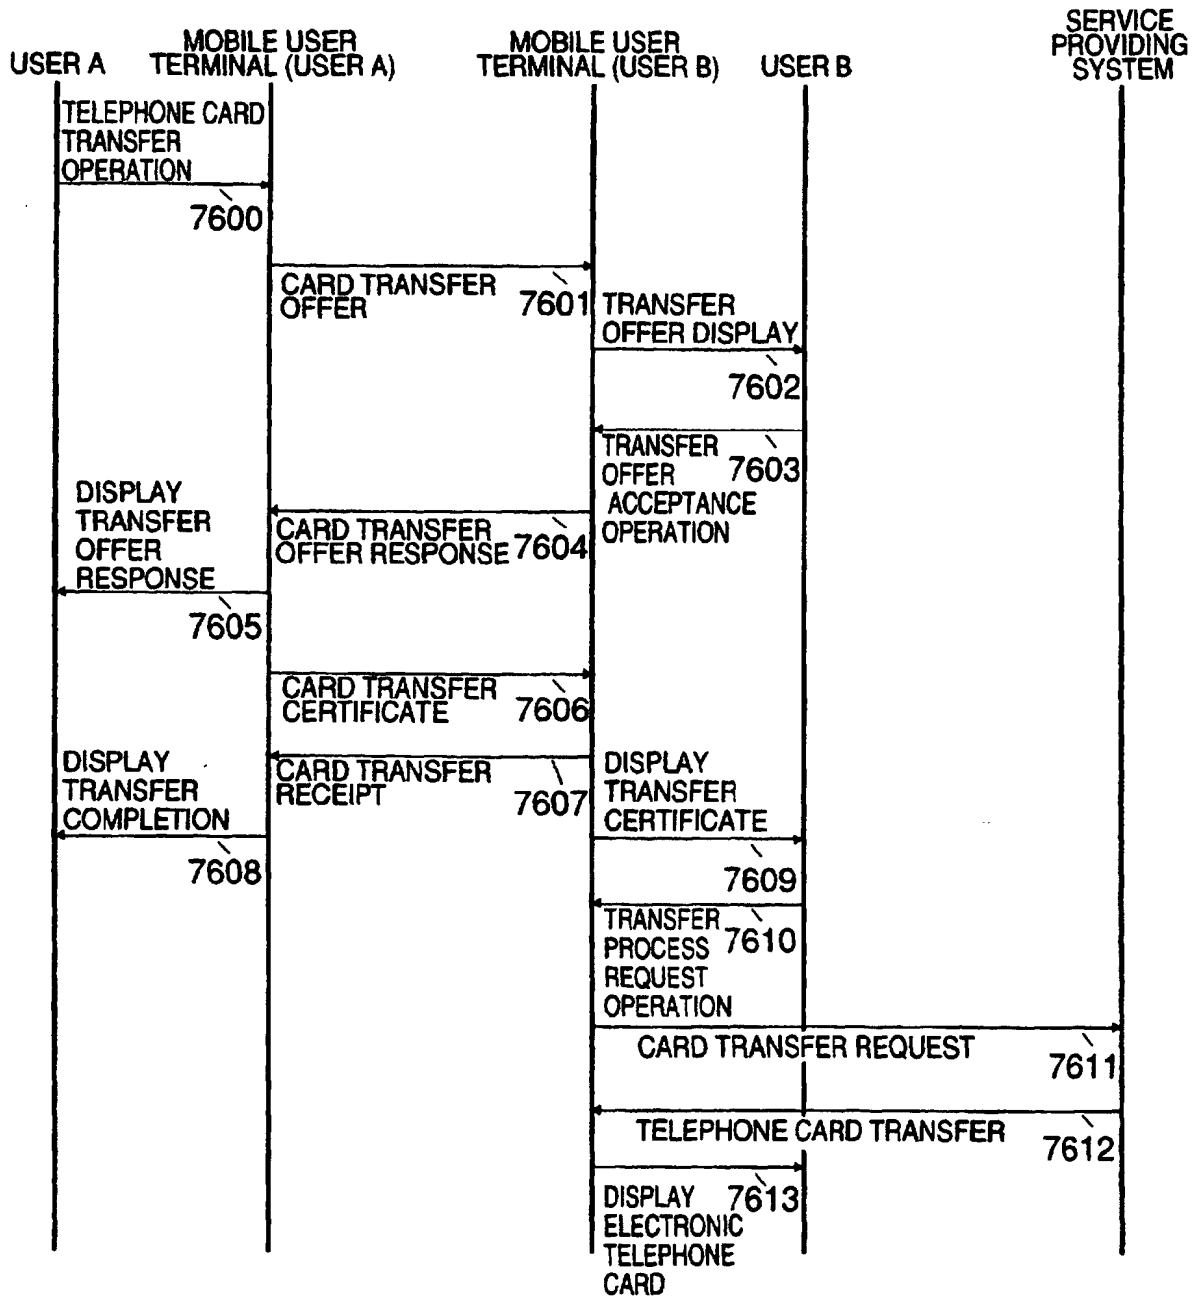 SERVICE
PROVIDING
SYSTEM
USER A
MOBILE USER
TERMINAL (USER A)
MOBILE USER
TERMINAL (USER B)
USER B
TELEPHONE CARD
TRANSFER
OPERATION
7600
CARD TRANSFER
OFFER
7601
TRANSFER
OFFER DISPLAY
7602
TRANSFER
OFFER
ACCEPTANCE
OPERATION
7603
CARD TRANSFER
OFFER RESPONSE
7604
DISPLAY
TRANSFER
OFFER
RESPONSE
7605
CARD TRANSFER
CERTIFICATE
7606
CARD TRANSFER
RECEIPT
7607
DISPLAY
TRANSFER
COMPLETION
7608
DISPLAY
TRANSFER
CERTIFICATE
7609
TRANSFER
PROCESS
REQUEST
OPERATION
7610
CARD TRANSFER REQUEST
7611
TELEPHONE CARD TRANSFER
7612
7613
DISPLAY
ELECTRONIC
TELEPHONE
CARD